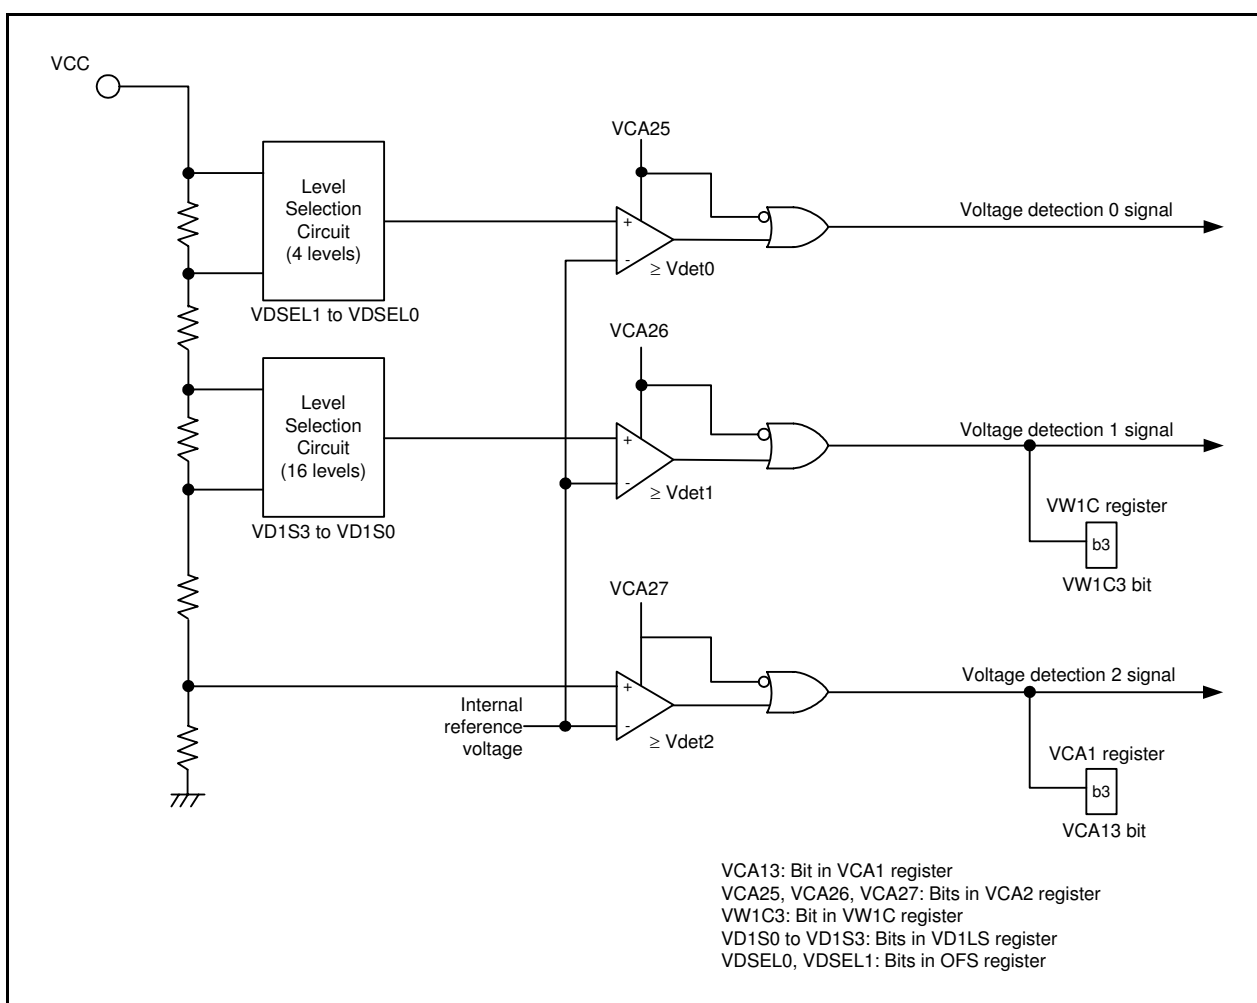 VCC
VCA25
Level
Selection
Circuit
(4 levels)
+
-
≥ Vdet0
Voltage detection 0 signal
VDSEL1 to VDSEL0
VCA26
Level
Selection
Circuit
(16 levels)
+
-
≥ Vdet1
Voltage detection 1 signal
VD1S3 to VD1S0
VW1C register
b3
VW1C3 bit
VCA27
+
-
≥ Vdet2
Voltage detection 2 signal
Internal
reference
voltage
VCA1 register
b3
VCA13 bit
VCA13: Bit in VCA1 register
VCA25, VCA26, VCA27: Bits in VCA2 register
VW1C3: Bit in VW1C register
VD1S0 to VD1S3: Bits in VD1LS register
VDSEL0, VDSEL1: Bits in OFS register